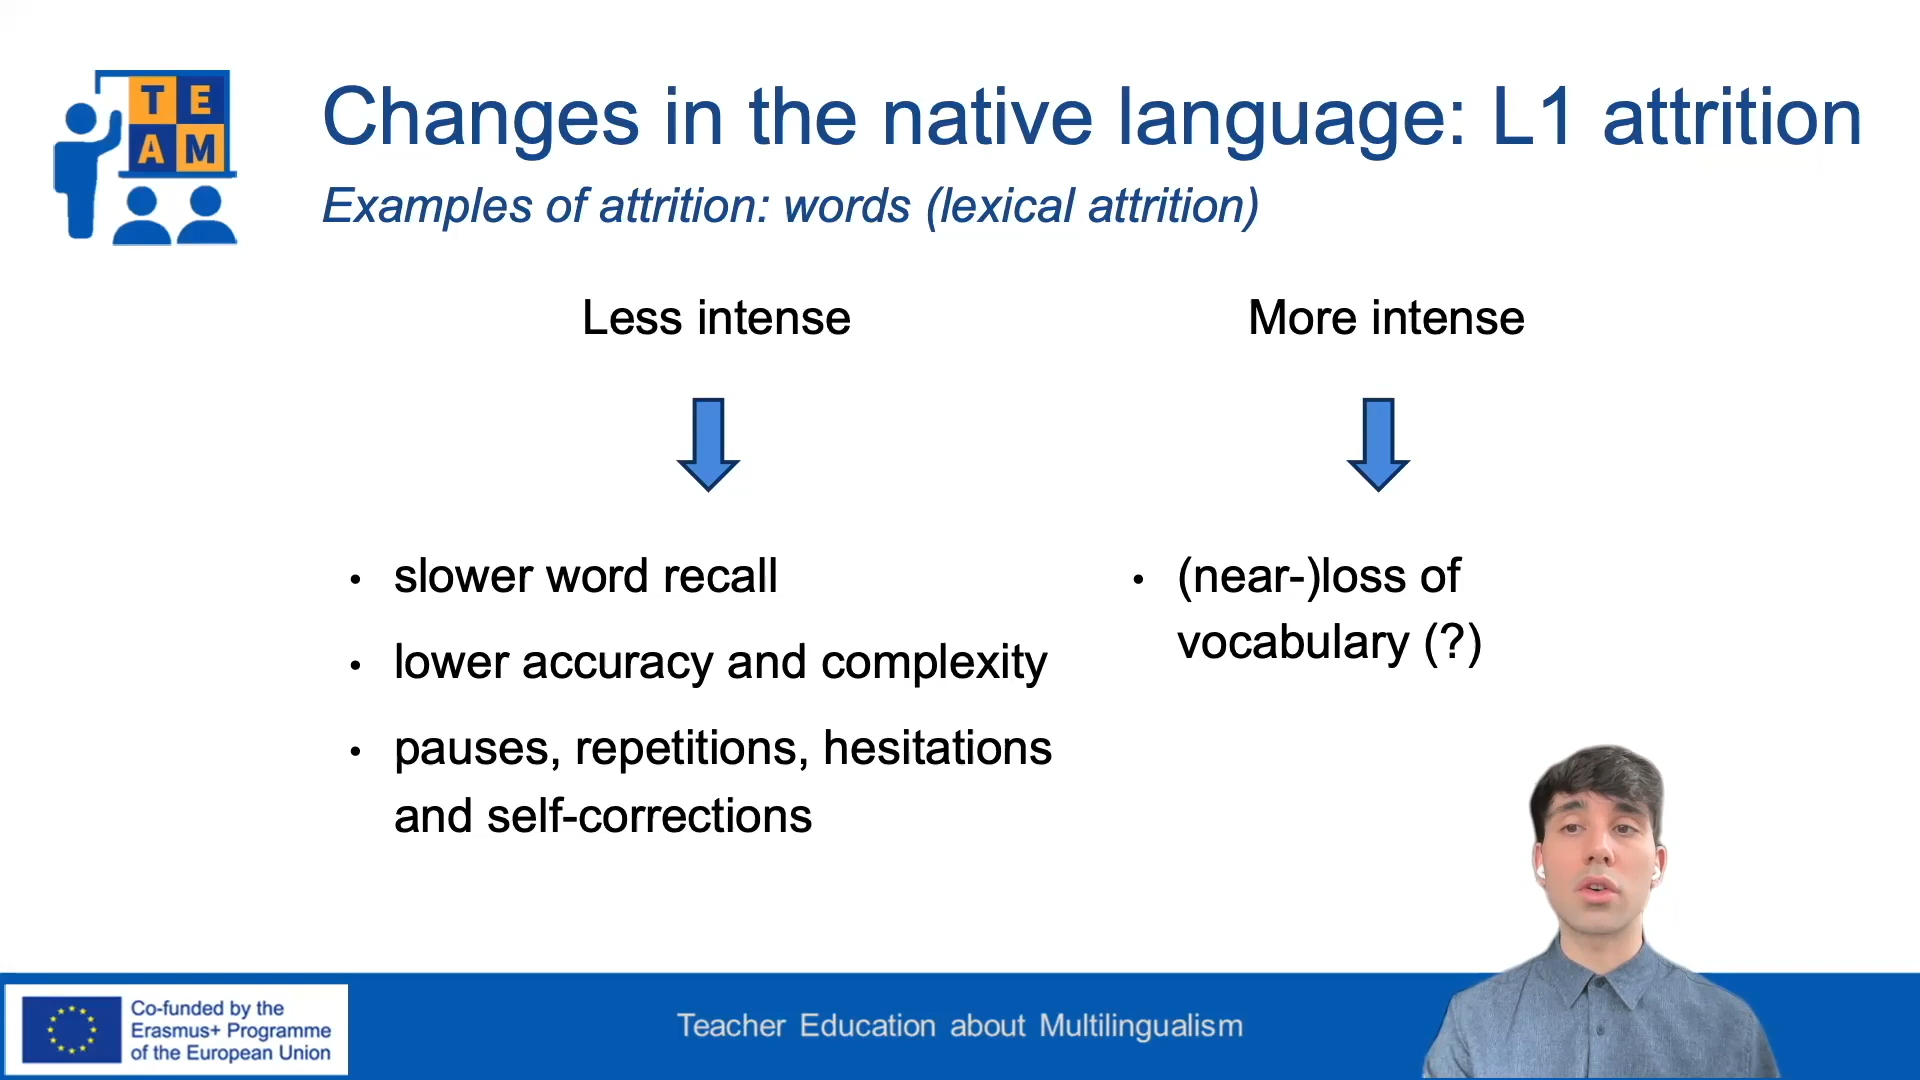 T E
A M
Changes in the native language: L1 attrition
Examples of attrition: words (lexical attrition)
Less intense
More intense
• slower word recall
• lower accuracy and complexity
• pauses, repetitions, hesitations
and self-corrections
• (near-)loss of
vocabulary (?)
Co-funded by the
Erasmus+ Programme
of the European Union
Teacher Education about Multilingualism